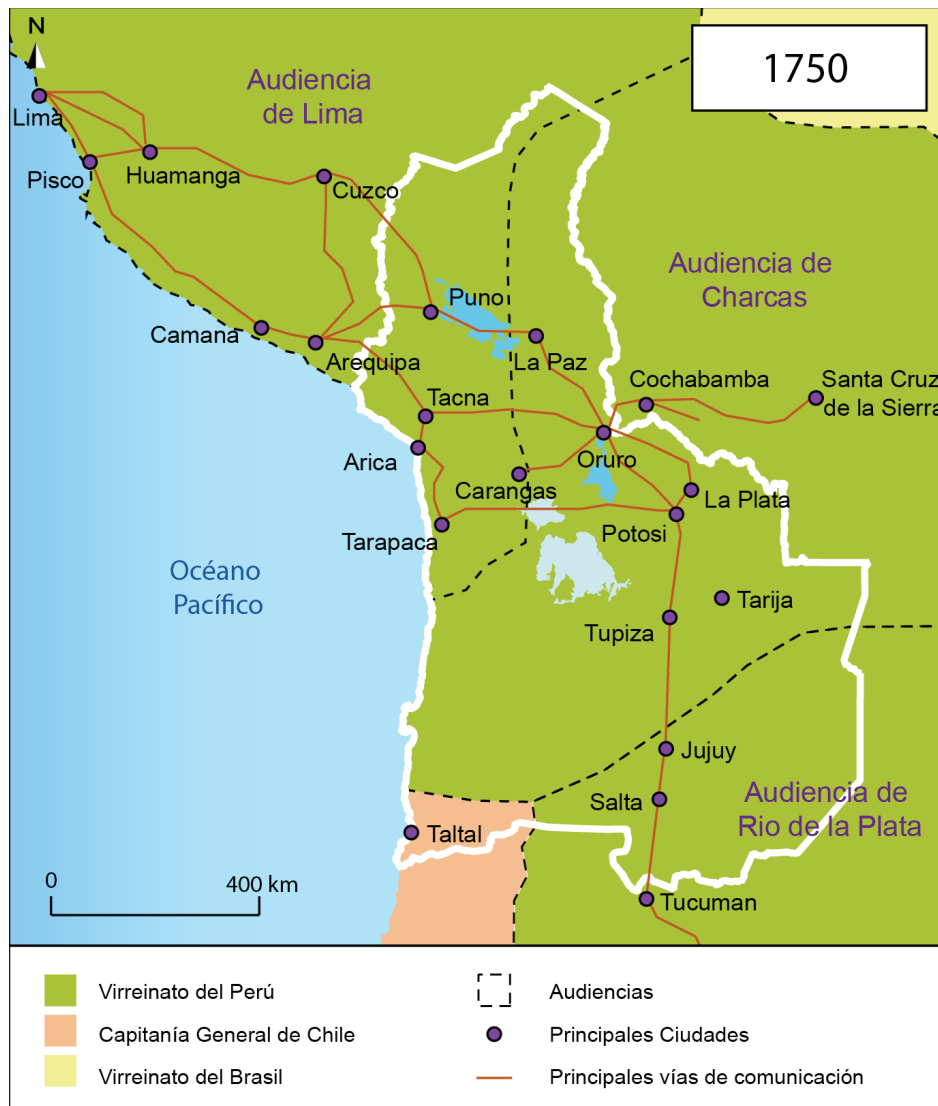 1750
N
Audiencia
de Lima
Lima
Pisco
Huamanga
Cuzco
Audiencia de
Charcas
Puno
Camana
Arequipa
La Paz
Cochabamba
Santa Cruz
de la Sierra
Tacna
Arica
Oruro
Carangas
La Plata
Tarapaca
Potosi
Océano
Pacífico
Tarija
Tupiza
Jujuy
Salta
Audiencia de
Rio de la Plata
Taltal
0
400 km
Tucuman
Virreinato del Perú
Capitanía General de Chile
Virreinato del Brasil
Audiencias
Principales Ciudades
Principales vías de comunicación